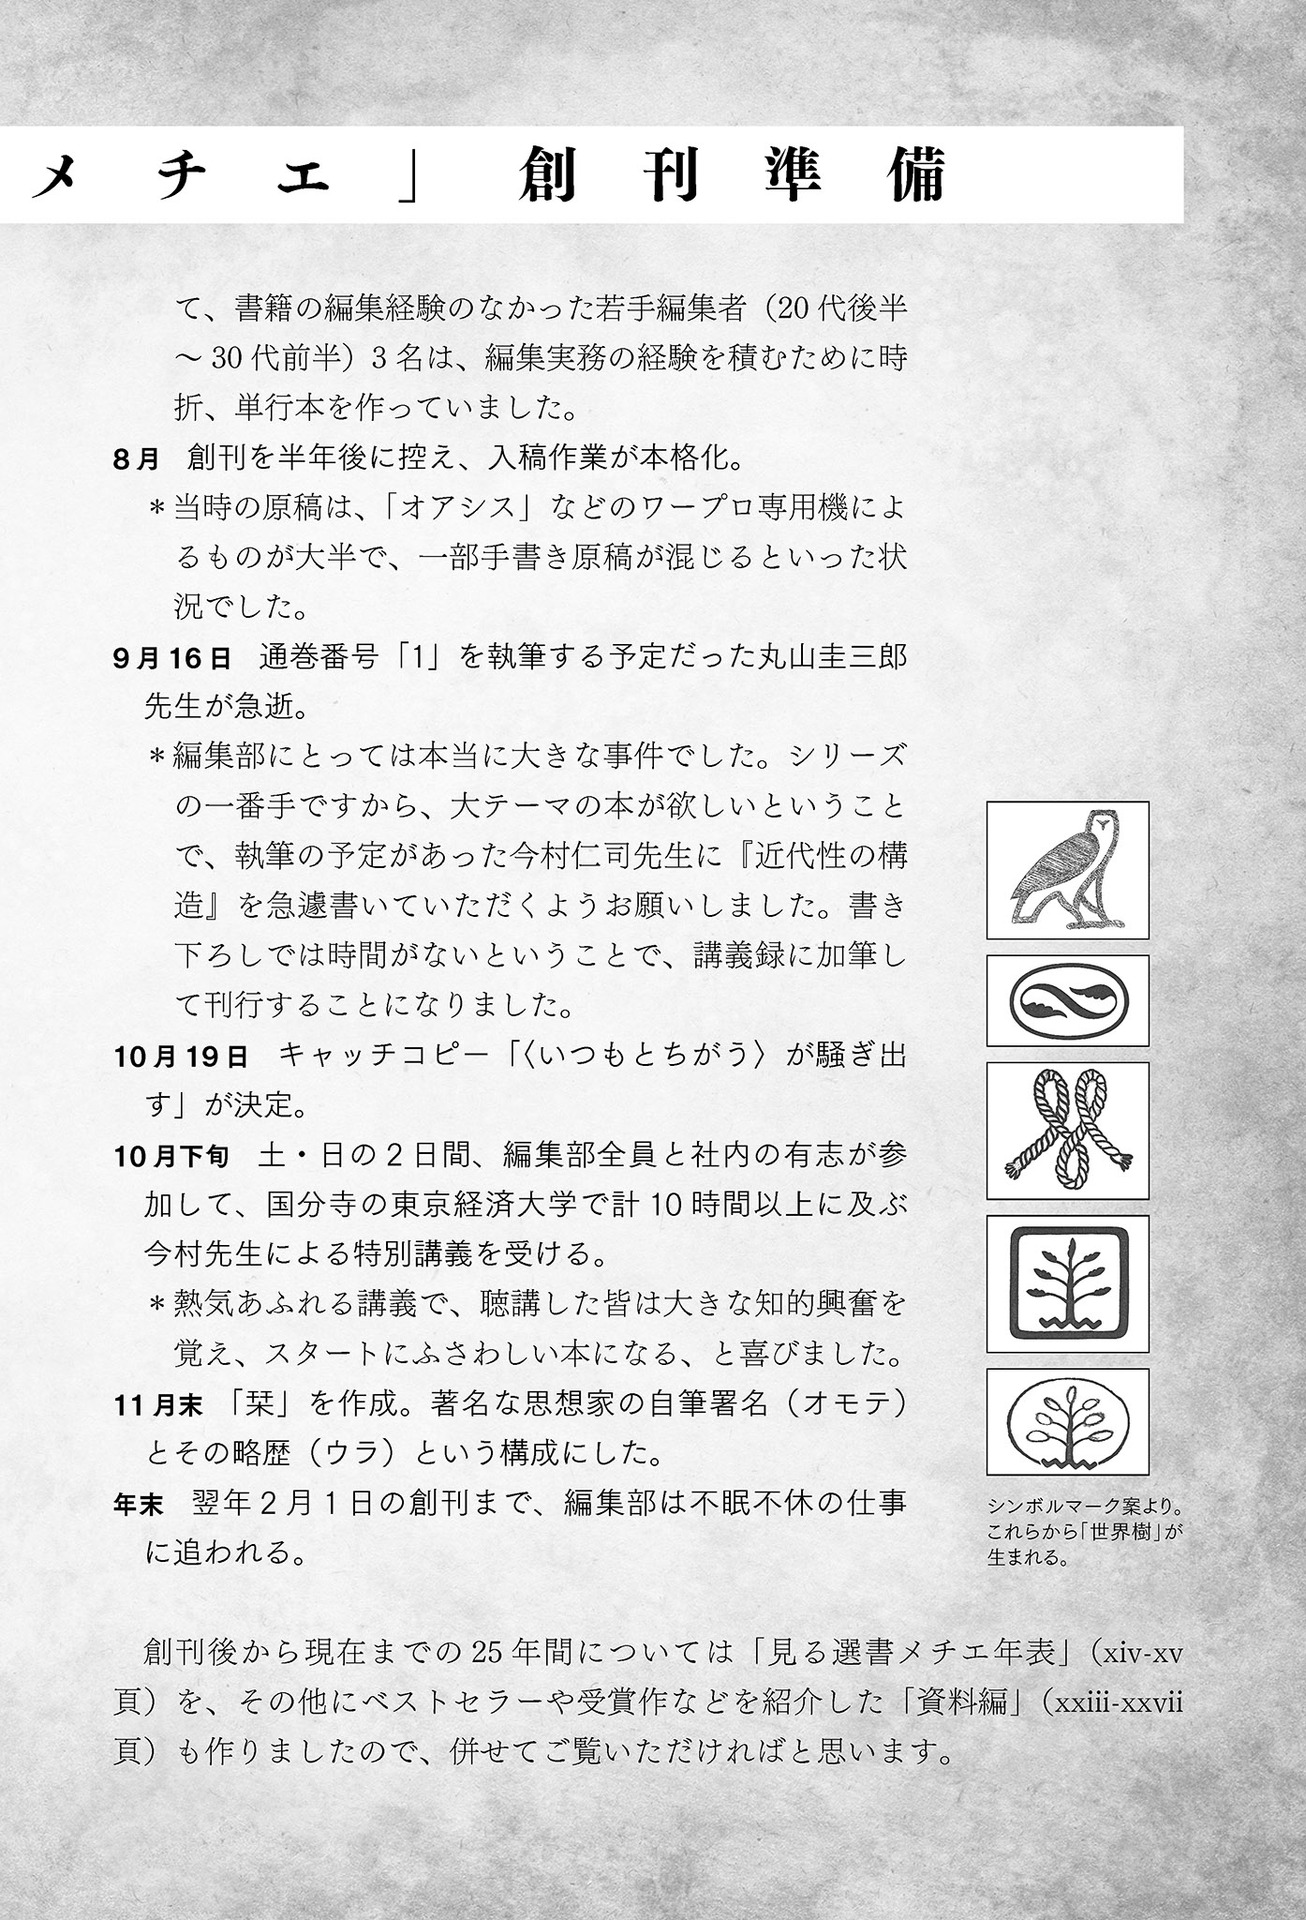 メチエ」創刊準備
て、書籍の編集経験のなかった若手編集者（20代後半
〜30代前半）3名は、編集実務の経験を積むために時
折、単行本を作っていました。
8月　創刊を半年後に控え、入稿作業が本格化。
＊当時の原稿は、「オアシス」などのワープロ専用機によ
るものが大半で、一部手書き原稿が混じるといった状
況でした。
9月16日　通巻番号「1」を執筆する予定だった丸山圭三郎
先生が急逝。
＊編集部にとっては本当に大きな事件でした。シリーズ
の一番手ですから、大テーマの本が欲しいということ
で、執筆の予定があった今村仁司先生に『近代性の構
造』を急遽書いていただくようお願いしました。書き
下ろしでは時間がないということで、講義録に加筆し
て刊行することになりました。
10月19日　キャッチコピー「〈いつもとちがう〉が騒ぎ出
す」が決定。
10月下旬　土・日の2日間、編集部全員と社内の有志が参
加して、国分寺の東京経済大学で計10時間以上に及ぶ
今村先生による特別講義を受ける。
＊熱気あふれる講義で、聴講した皆は大きな知的興奮を
覚え、スタートにふさわしい本になる、と喜びました。
11月末　「栞」を作成。著名な思想家の自筆署名（オモテ）
とその略歴（ウラ）という構成にした。
年末　翌年2月1日の創刊まで、編集部は不眠不休の仕事
に追われる。
シンボルマーク案より。
これらから「世界樹」が
生まれる。
創刊後から現在までの25年間については「見る選書メチエ年表」（xiv-xv
頁）を、その他にベストセラーや受賞作などを紹介した「資料編」（xxiii-xxvii
頁）も作りましたので、併せてご覧いただければと思います。